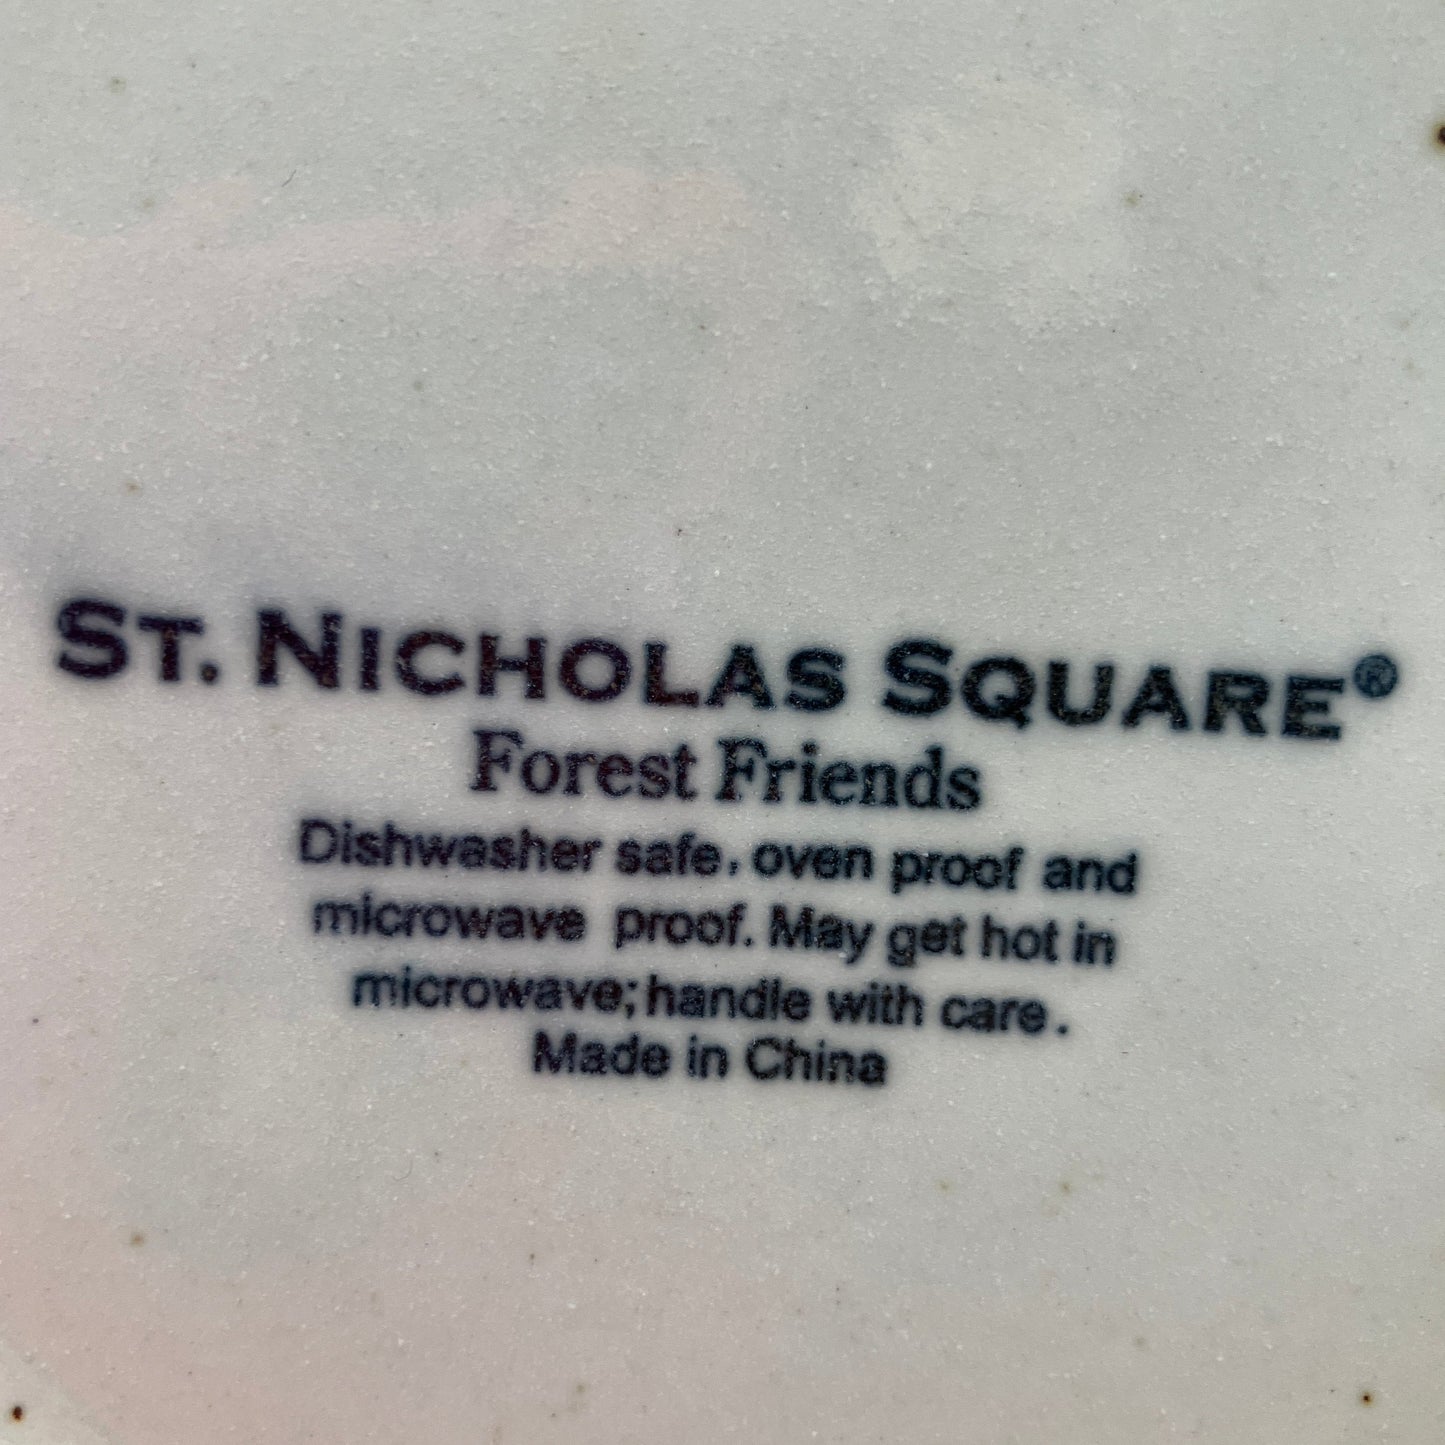 ST. NICHOLAS SQUARE®
Forest Friends
Dishwasher safe, oven proof and
microwave proof. May get hot in
microwave; handle with care.
Made in China